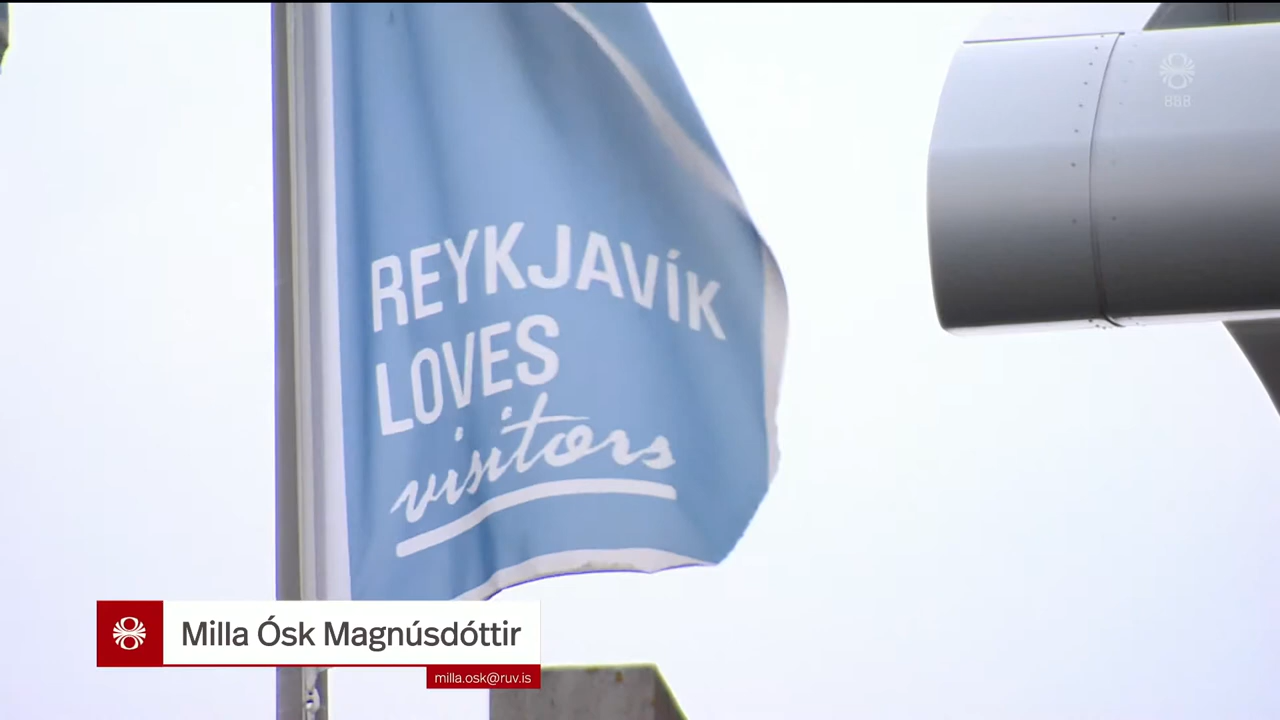 888
REYKJAVÍK
LOVES
visitors
Milla Ósk Magnúsdóttir
milla.osk@ruv.is